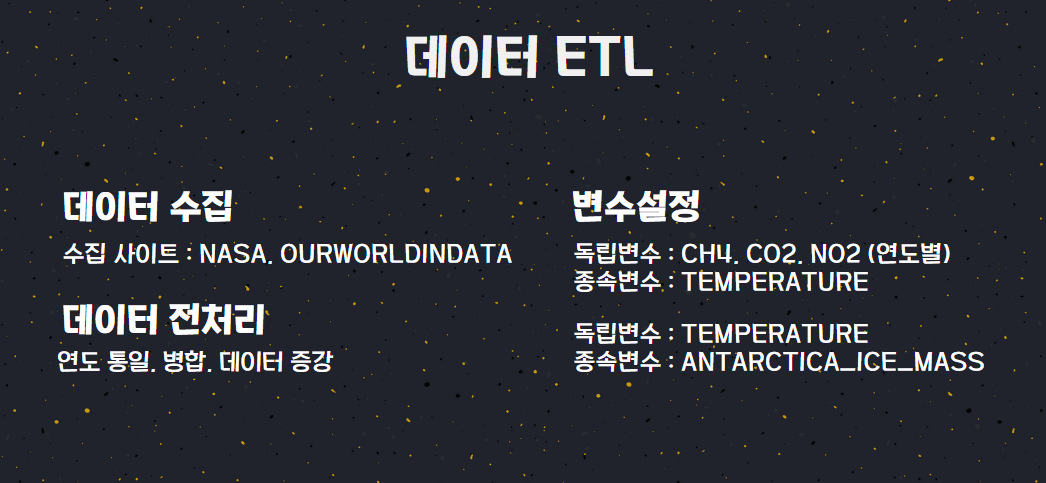 데이터 ETL
데이터 수집
수집 사이트 : NASA, OURWORLDINDATA
데이터 전처리
연도 통일, 병합, 데이터 증강
변수설정
독립변수 : CH4, CO2, NO2 (연도별)
종속변수 : TEMPERATURE
독립변수 : TEMPERATURE
종속변수 : ANTARCTICA_ICE_MASS